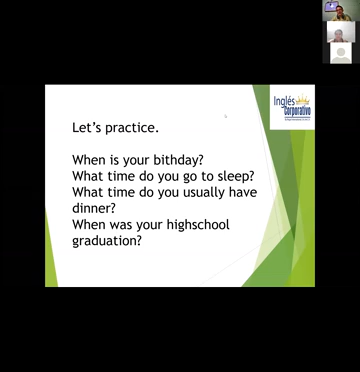 Let's practice.
When is your bithday?
What time do you go to sleep?
What time do you usually have
dinner?
When was your highschool
graduation?
Inglés
corporativo